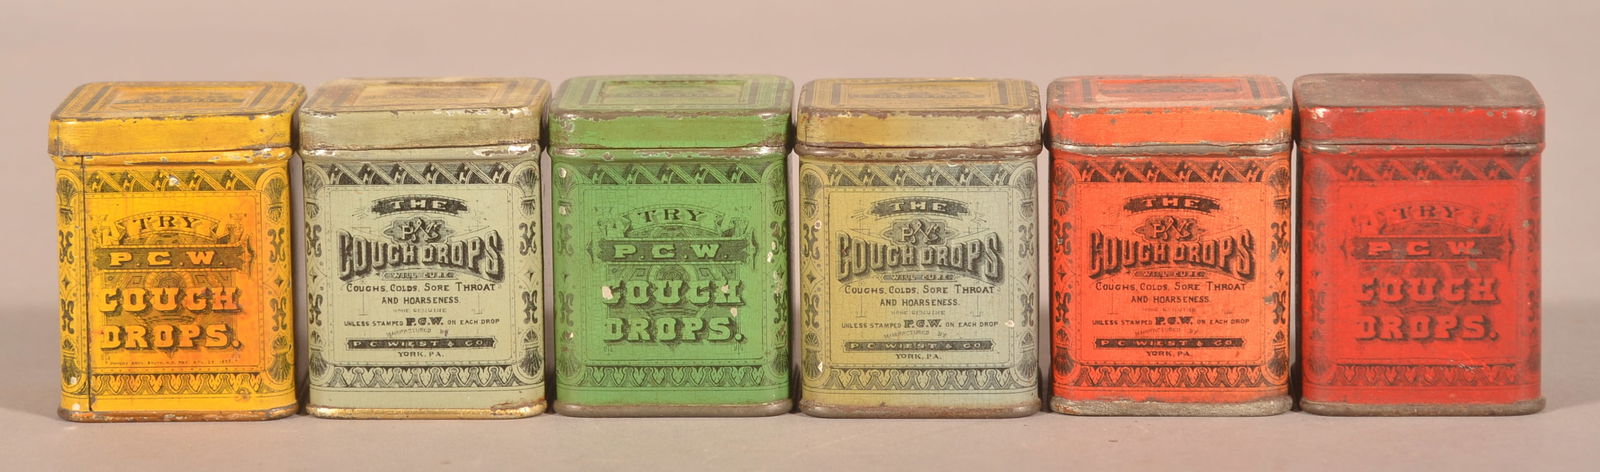 TRY
P.C.W.
COUGH
DROPS.
THE
COUGH DROPS
WILL CURE
COUGHS, COLDS, SORE THROAT
AND HOARSENESS.
NONE GENUINE
UNLESS STAMPED P.C.W. ON EACH DROP
MANUFACTURED BY
P.C. WIEST & CO.
YORK, PA.
TRY
P.C.W.
COUGH
DROPS.
THE
COUGH DROPS
WILL CURE
COUGHS, COLDS, SORE THROAT
AND HOARSENESS.
NONE GENUINE
UNLESS STAMPED P.C.W. ON EACH DROP
MANUFACTURED BY
P.C. WIEST & CO.
YORK, PA.
THE
COUGH DROPS
WILL CURE
COUGHS, COLDS, SORE THROAT
AND HOARSENESS.
NONE GENUINE
UNLESS STAMPED P.C.W. ON EACH DROP
MANUFACTURED BY
P.C. WIEST & CO.
YORK, PA.
TRY
P.C.W.
COUGH
DROPS.